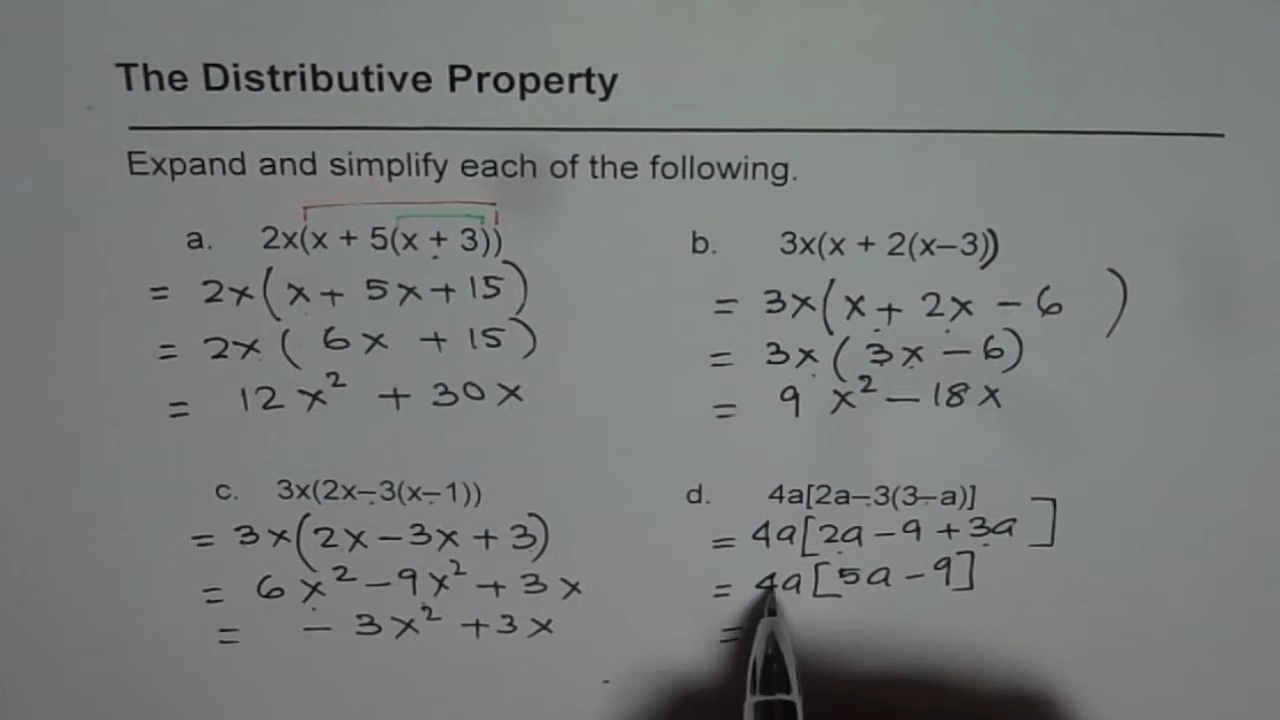 The Distributive Property
Expand and simplify each of the following.
a. 2x(x + 5(x + 3))
= 2x(x + 5x + 15)
= 2x( 6x + 15)
= 12x² + 30x
b. 3x(x + 2(x−3))
= 3x(x + 2x − 6 )
= 3x(3x − 6)
= 9x² − 18x
c. 3x(2x−3(x−1))
= 3x(2x − 3x + 3)
= 6x² − 9x² + 3x
= − 3x² + 3x
d. 4a[2a−3(3−a)]
= 4a[2a − 9 + 3a ]
= 4a[5a − 9]
=